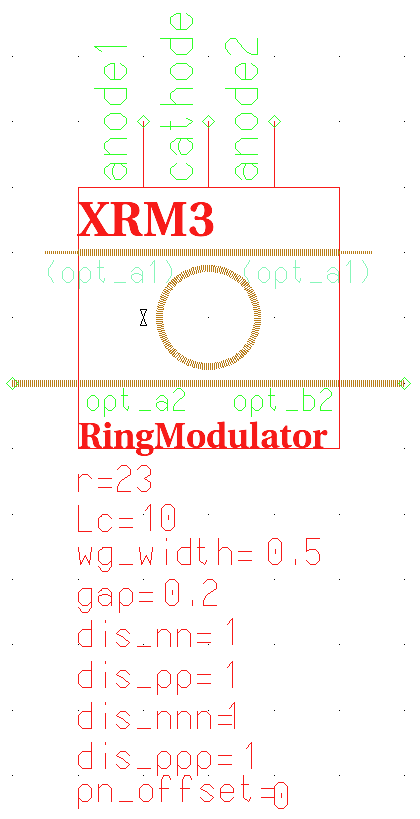 anode1 cathode anode2
XRM3
(opt_a1) (opt_a1)
opt_a2 opt_b2
RingModulator
r=23
Lc=10
wg_width= 0.5
gap=0.2
dis_nn= 1
dis_pp= 1
dis_nnn=1
dis_ppp=1
pn_offset=0